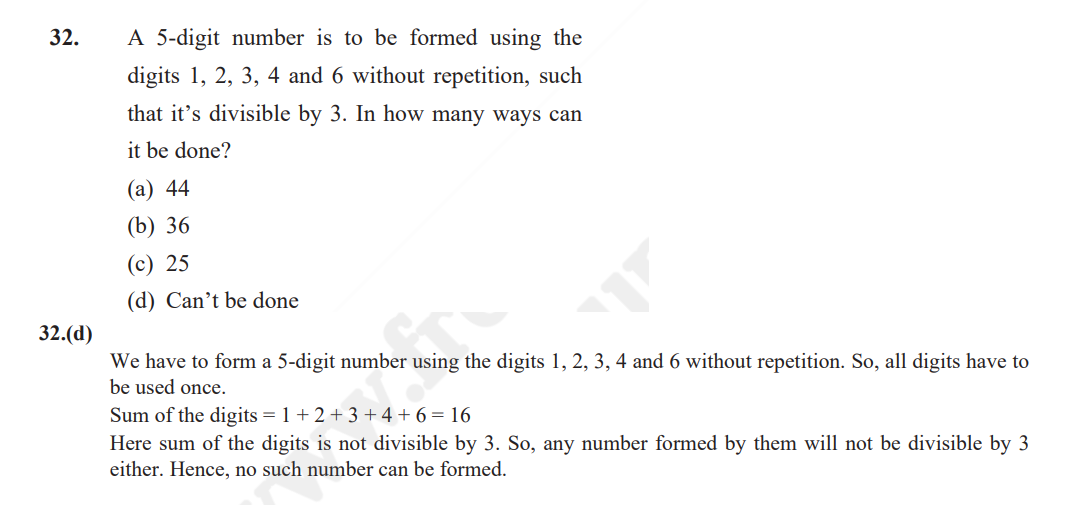 32. A 5-digit number is to be formed using the
digits 1, 2, 3, 4 and 6 without repetition, such
that it’s divisible by 3. In how many ways can
it be done?
(a) 44
(b) 36
(c) 25
(d) Can’t be done
32.(d)
We have to form a 5-digit number using the digits 1, 2, 3, 4 and 6 without repetition. So, all digits have to
be used once.
Sum of the digits = 1 + 2 + 3 + 4 + 6 = 16
Here sum of the digits is not divisible by 3. So, any number formed by them will not be divisible by 3
either. Hence, no such number can be formed.